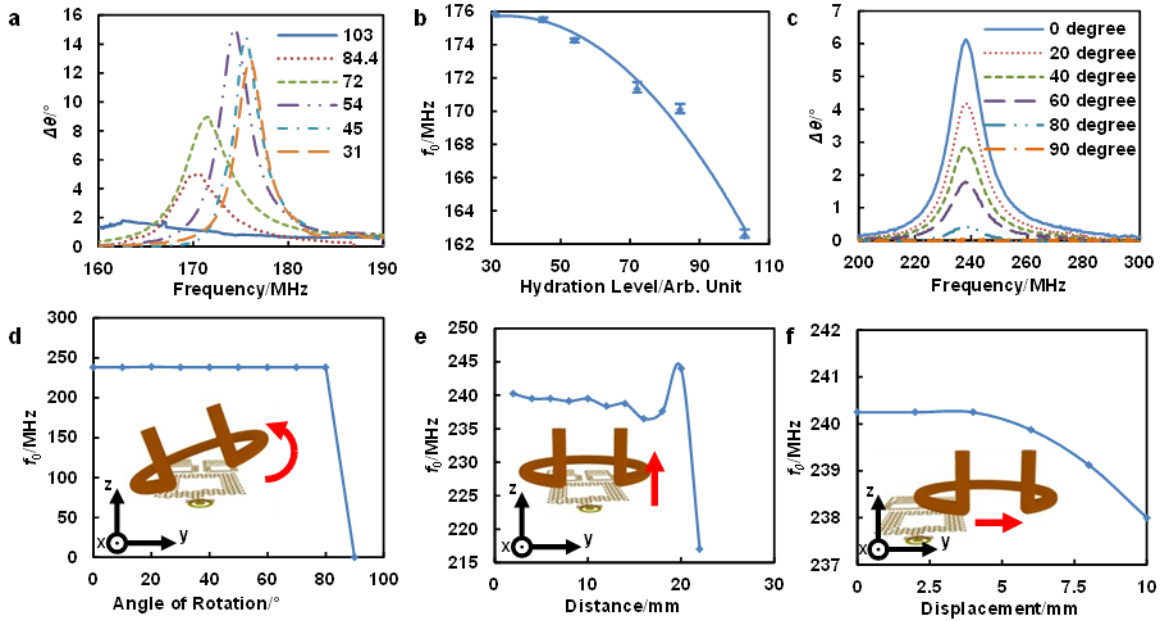 a
Δθ/°
16
14
12
10
8
6
4
2
0
160
170
180
190
Frequency/MHz
103
84.4
72
54
45
31
b
f0/MHz
176
174
172
170
168
166
164
162
30
50
70
90
110
Hydration Level/Arb. Unit
c
Δθ/°
7
6
5
4
3
2
1
0
200
220
240
260
280
300
Frequency/MHz
0 degree
20 degree
40 degree
60 degree
80 degree
90 degree
d
f0/MHz
300
250
200
150
100
50
0
0
20
40
60
80
100
Angle of Rotation/°
z
x
y
e
f0/MHz
250
245
240
235
230
225
220
215
0
10
20
30
Distance/mm
z
x
y
f
f0/MHz
242
241
240
239
238
237
0
2.5
5
7.5
10
Displacement/mm
z
x
y